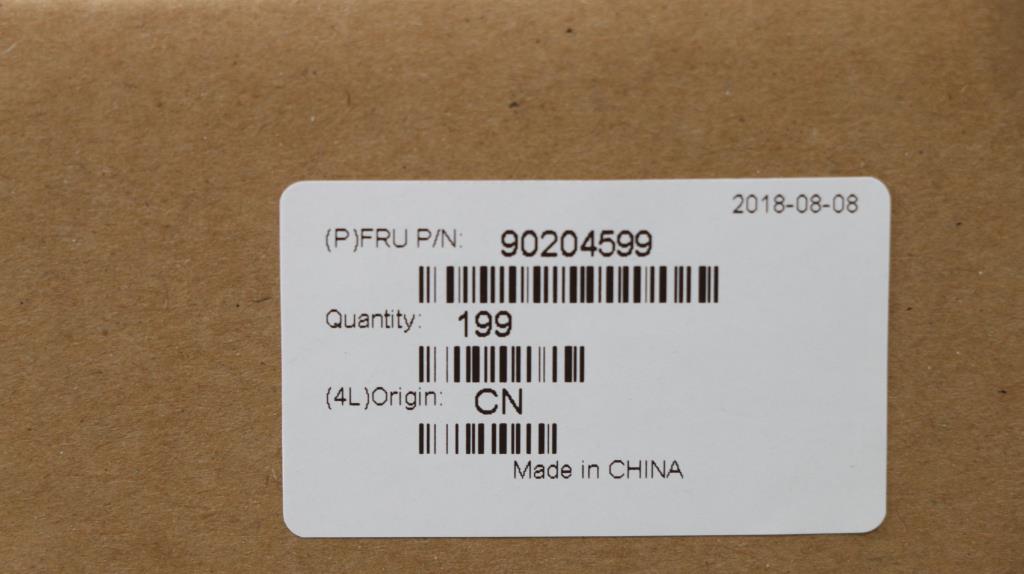 2018-08-08
(P)FRU P/N: 90204599
Quantity: 199
(4L)Origin: CN
Made in CHINA